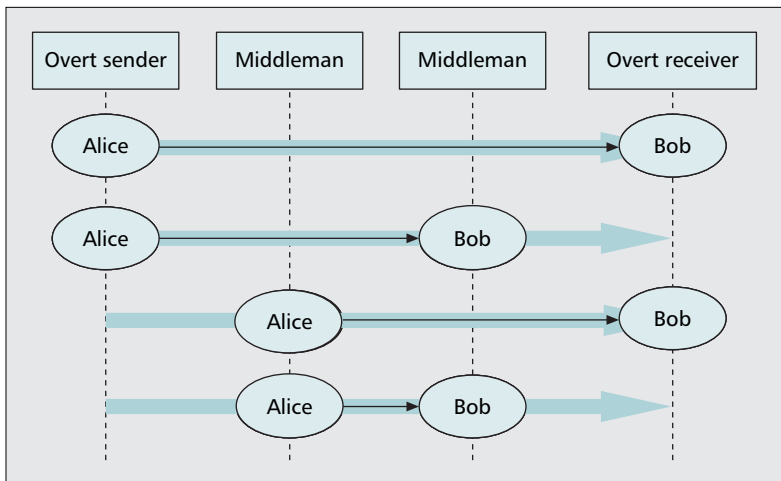 Overt sender
Middleman
Middleman
Overt receiver
Alice
Bob
Alice
Bob
Alice
Bob
Alice
Bob